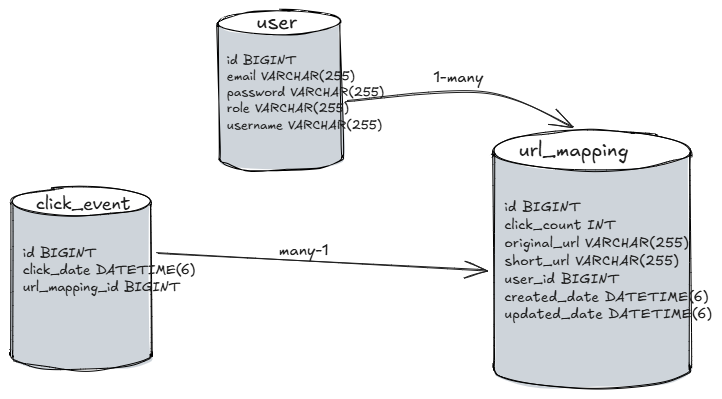 user
id BIGINT
email VARCHAR(255)
password VARCHAR(255)
role VARCHAR(255)
username VARCHAR(255)
1-many
url_mapping
id BIGINT
click_count INT
original_url VARCHAR(255)
short_url VARCHAR(255)
user_id BIGINT
created_date DATETIME(6)
updated_date DATETIME(6)
click_event
id BIGINT
click_date DATETIME(6)
url_mapping_id BIGINT
many-1